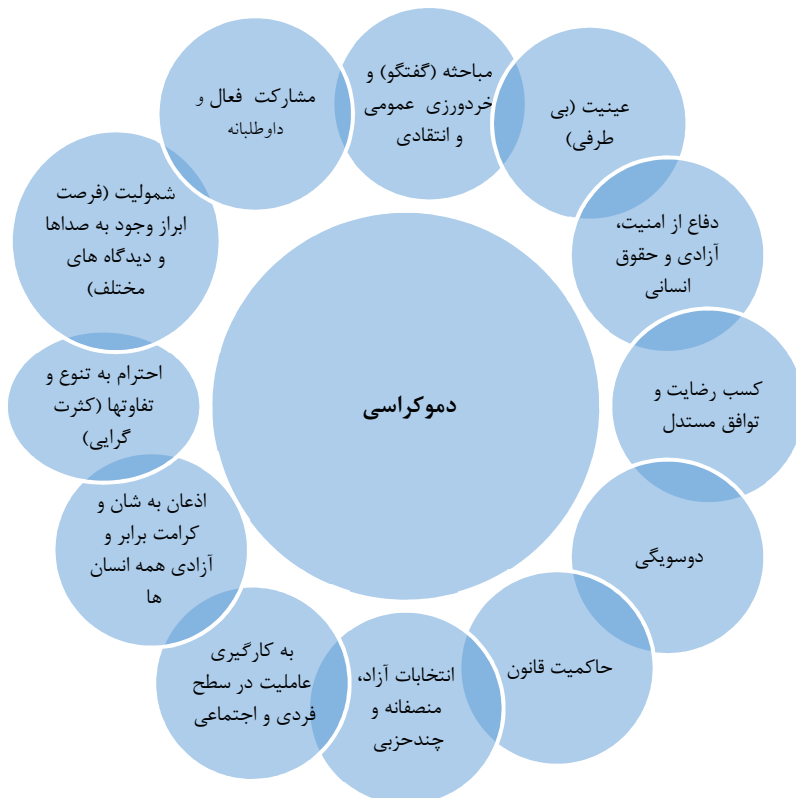 مباحثه (گفتگو) و
خردورزی عمومی
و انتقادی
عینیت (بی
طرفی)
دفاع از امنیت،
آزادی و حقوق
انسانی
کسب رضایت و
توافق مستدل
دوسویگی
حاکمیت قانون
انتخابات آزاد،
منصفانه و
چندحزبی
به کارگیری
عاملیت در سطح
فردی و اجتماعی
اذعان به شان و
کرامت برابر و
آزادی همه انسان
ها
احترام به تنوع و
تفاوتها (کثرت
گرایی)
شمولیت (فرصت
ابراز وجود به صداها
و دیدگاه های
مختلف)
مشارکت فعال و
داوطلبانه
دموکراسی